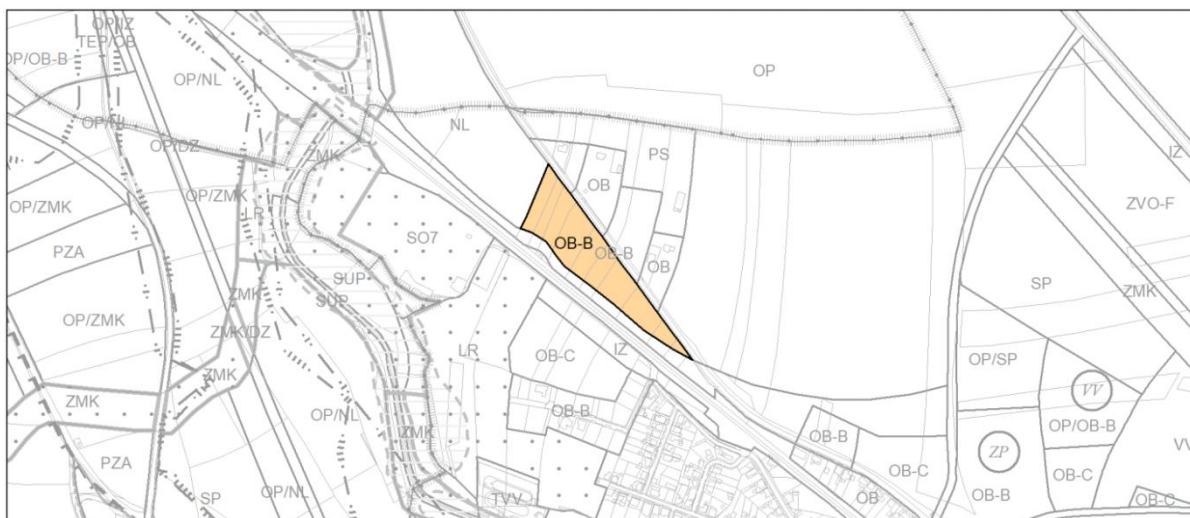 OP/IZ
TEP/OB
OP/OB-B
OP/NL
OP
NL
PS
OP/DZ
ZMK
IZ
OB
OP/ZMK
OP/ZMK
LR
ZVO-F
SO7
OB-B
OB-B
PZA
OB
SUP
SP
ZMK
SUP
ZMK
OP/ZMK
ZMK/DZ
LR
IZ
OB-C
OP/SP
ZMK
VV
ZMK
OP/NL
OB-B
OP/OB-B
ZMK
OB-B
ZP
PZA
OB-C
OB-C
SP
OP/NL
TVV
OB
OB-B
OB-C